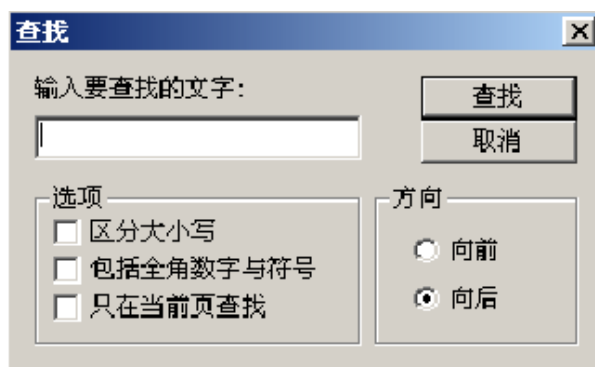 查找
输入要查找的文字:
查找
取消
选项
区分大小写
包括全角数字与符号
只在当前页查找
方向
向前
向后